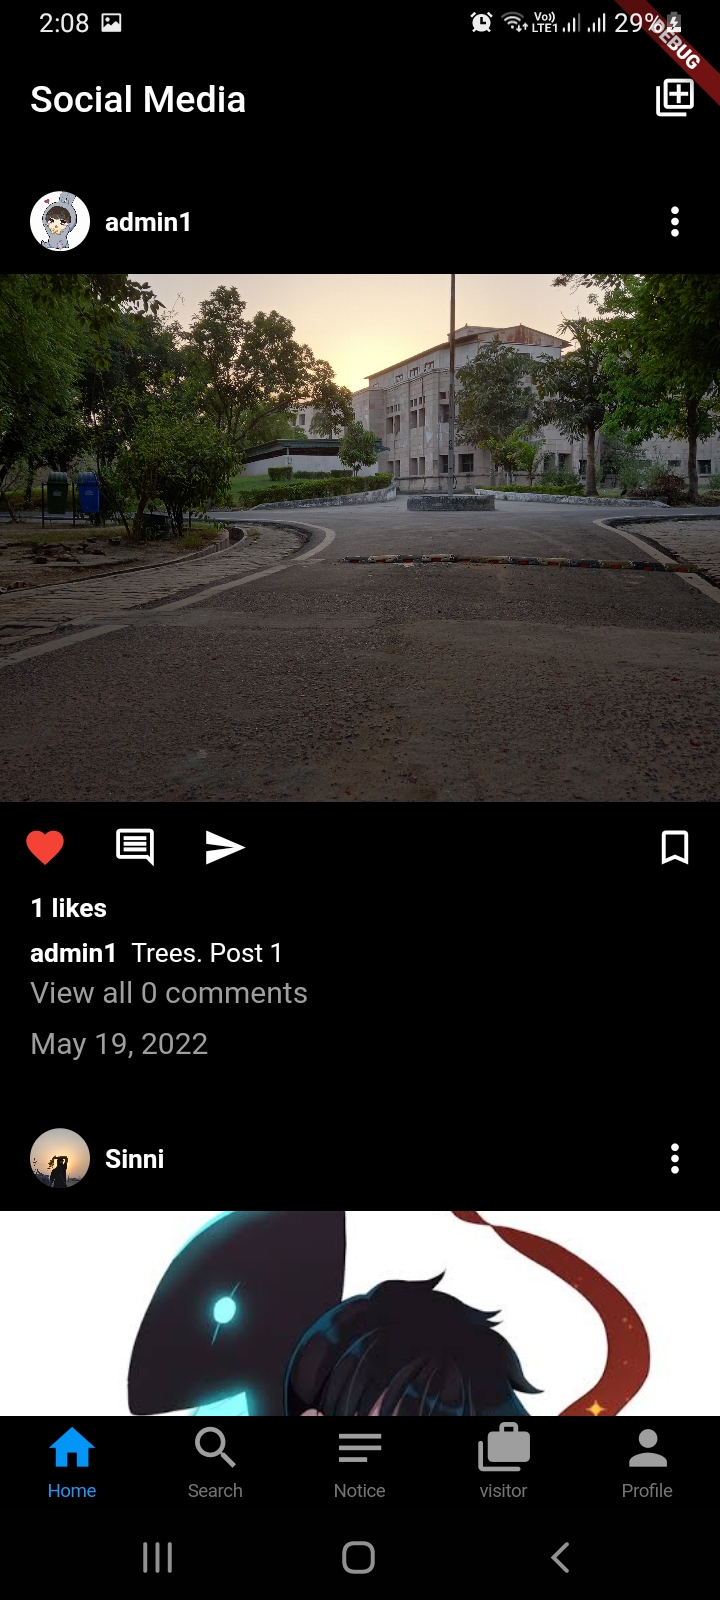 2:08 Vo)) LTE1 29%
DEBUG
Social Media
admin1
1 likes
admin1 Trees. Post 1
View all 0 comments
May 19, 2022
Sinni
Home Search Notice visitor Profile